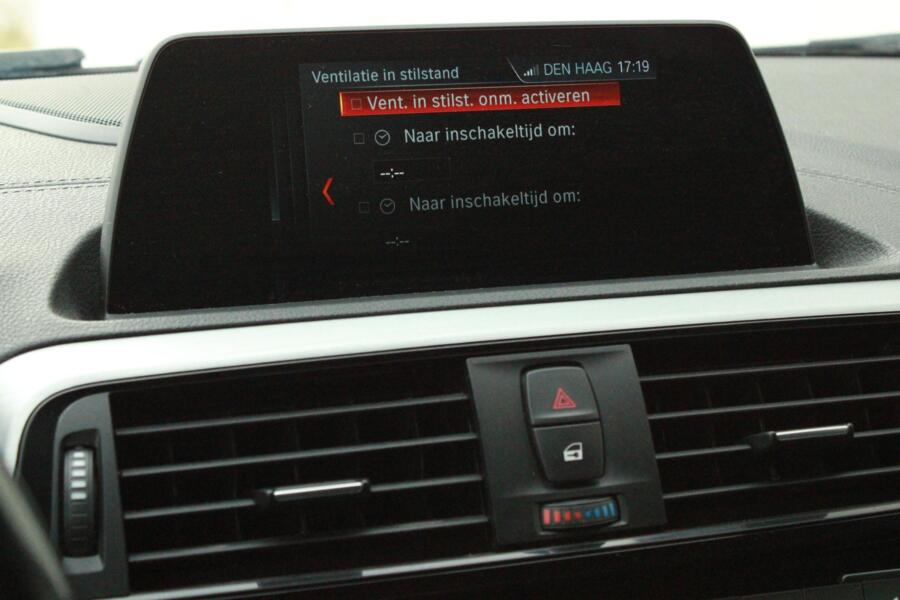 Ventilatie in stilstand
DEN HAAG 17:19
Vent. in stilst. onm. activeren
Naar inschakeltijd om:
--:--
Naar inschakeltijd om:
--:--